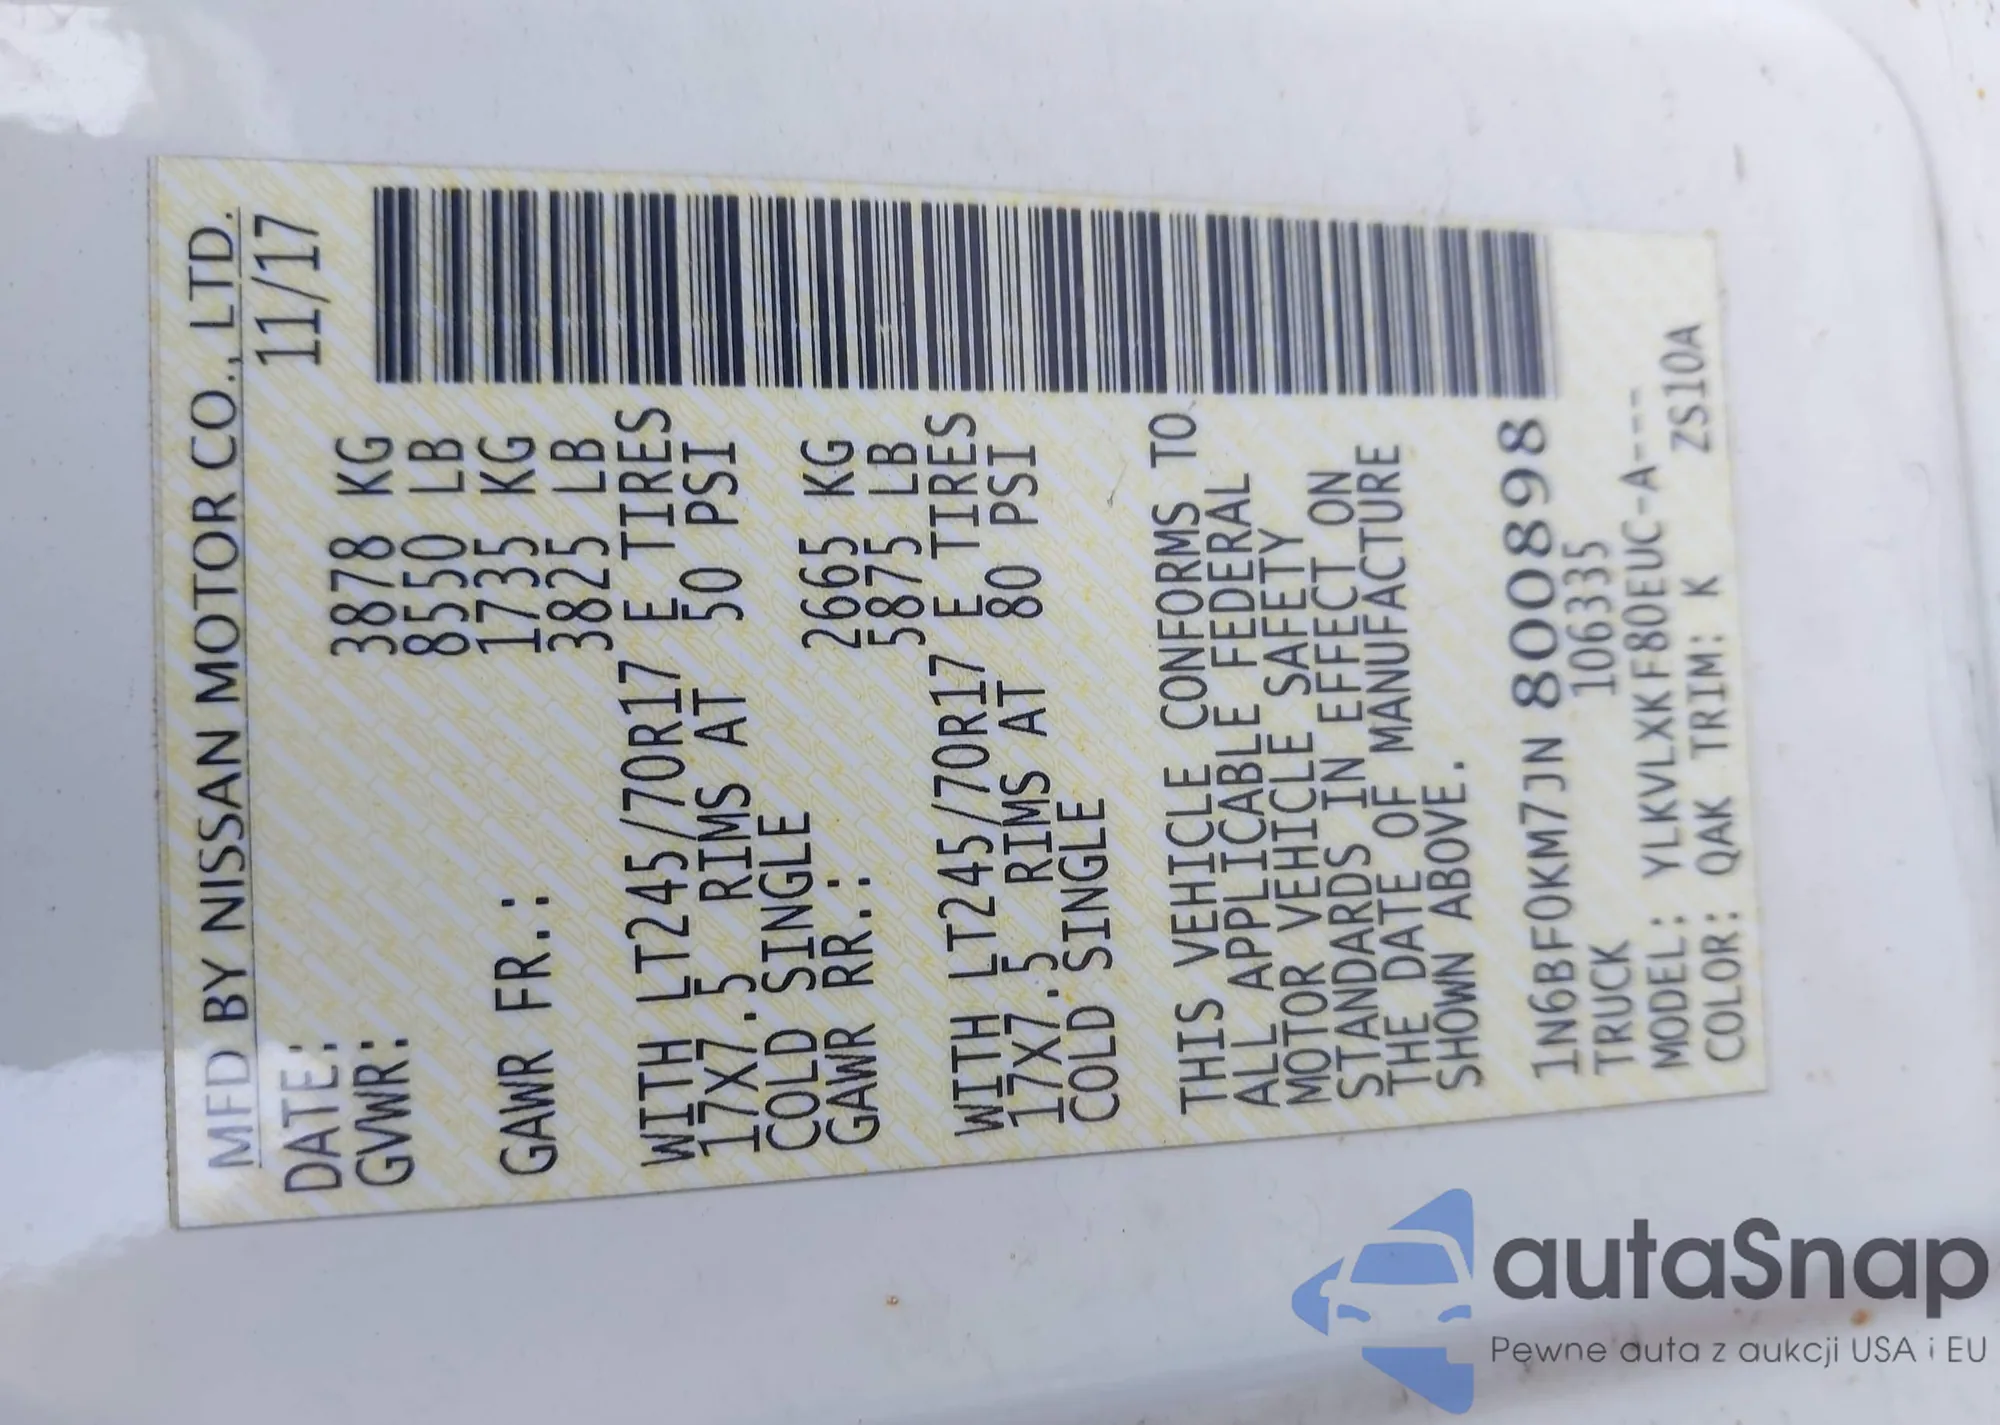 MFD BY NISSAN MOTOR CO., LTD.
DATE: 11/17
GVWR: 3878 KG
8550 LB
GAWR FR.: 1735 KG
3825 LB
WITH LT245/70R17 E TIRES
17X7.5 RIMS AT 50 PSI
COLD SINGLE
GAWR RR.: 2665 KG
5875 LB
WITH LT245/70R17 E TIRES
17X7.5 RIMS AT 80 PSI
COLD SINGLE
THIS VEHICLE CONFORMS TO
ALL APPLICABLE FEDERAL
MOTOR VEHICLE SAFETY
STANDARDS IN EFFECT ON
THE DATE OF MANUFACTURE
SHOWN ABOVE.
1N6BF0KM7JN 800898
TRUCK 1063335
MODEL: YLKVLXKF80EUC-A---
COLOR: QAK TRIM: K ZS10A
autaSnap
Pewne auta z aukcji USA i EU